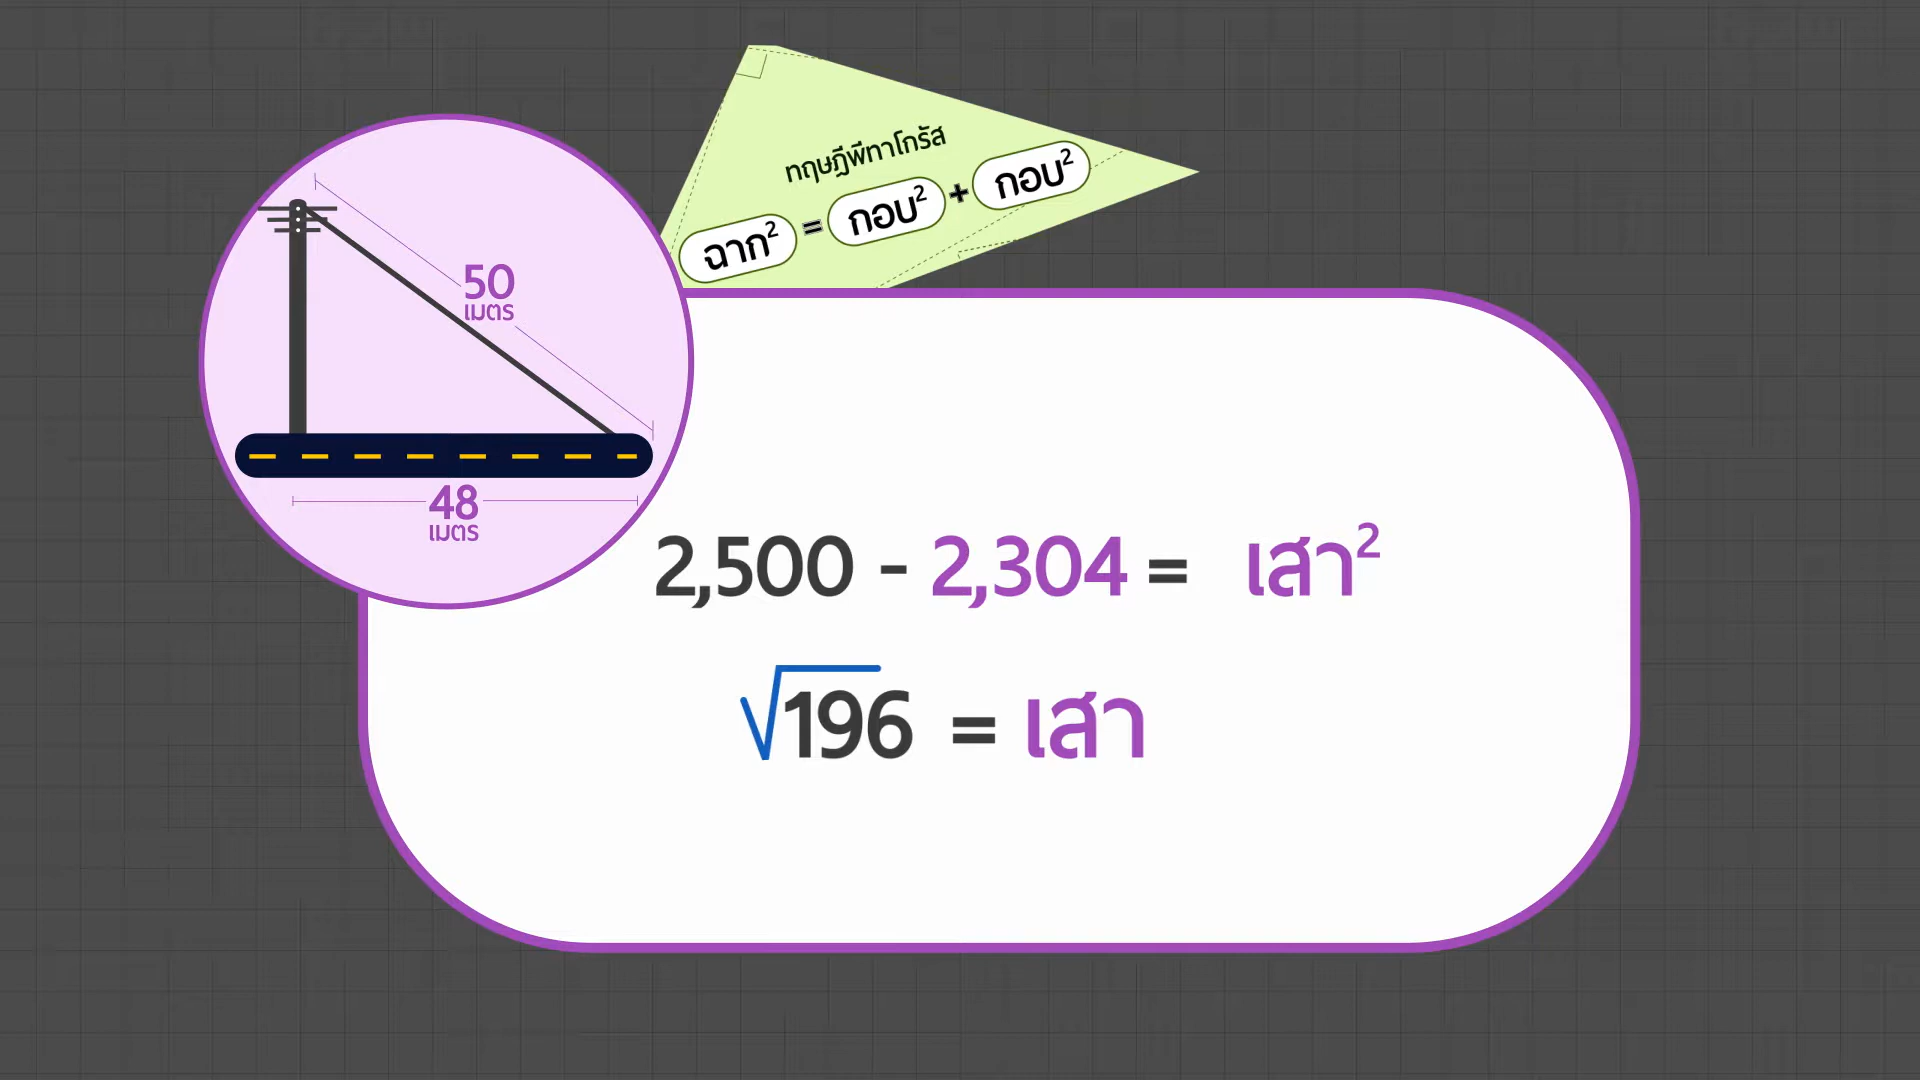 ทฤษฎีพีทาโกรัส
ฉาก² = กอบ² + กอบ²
50
เมตร
48
เมตร
2,500 - 2,304 = เสา²
√196 = เสา